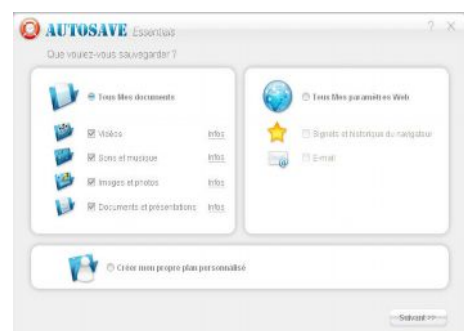 AUTOSAVE Essentials
? X
Que voulez-vous sauvegarder ?
Tous Mes documents
Vidéos Infos
Sons et musique Infos
Images et photos Infos
Documents et présentations Infos
Tous Mes paramètres Web
Signets et historique du navigateur
E-mail
Créer mon propre plan personnalisé
Suivant >>